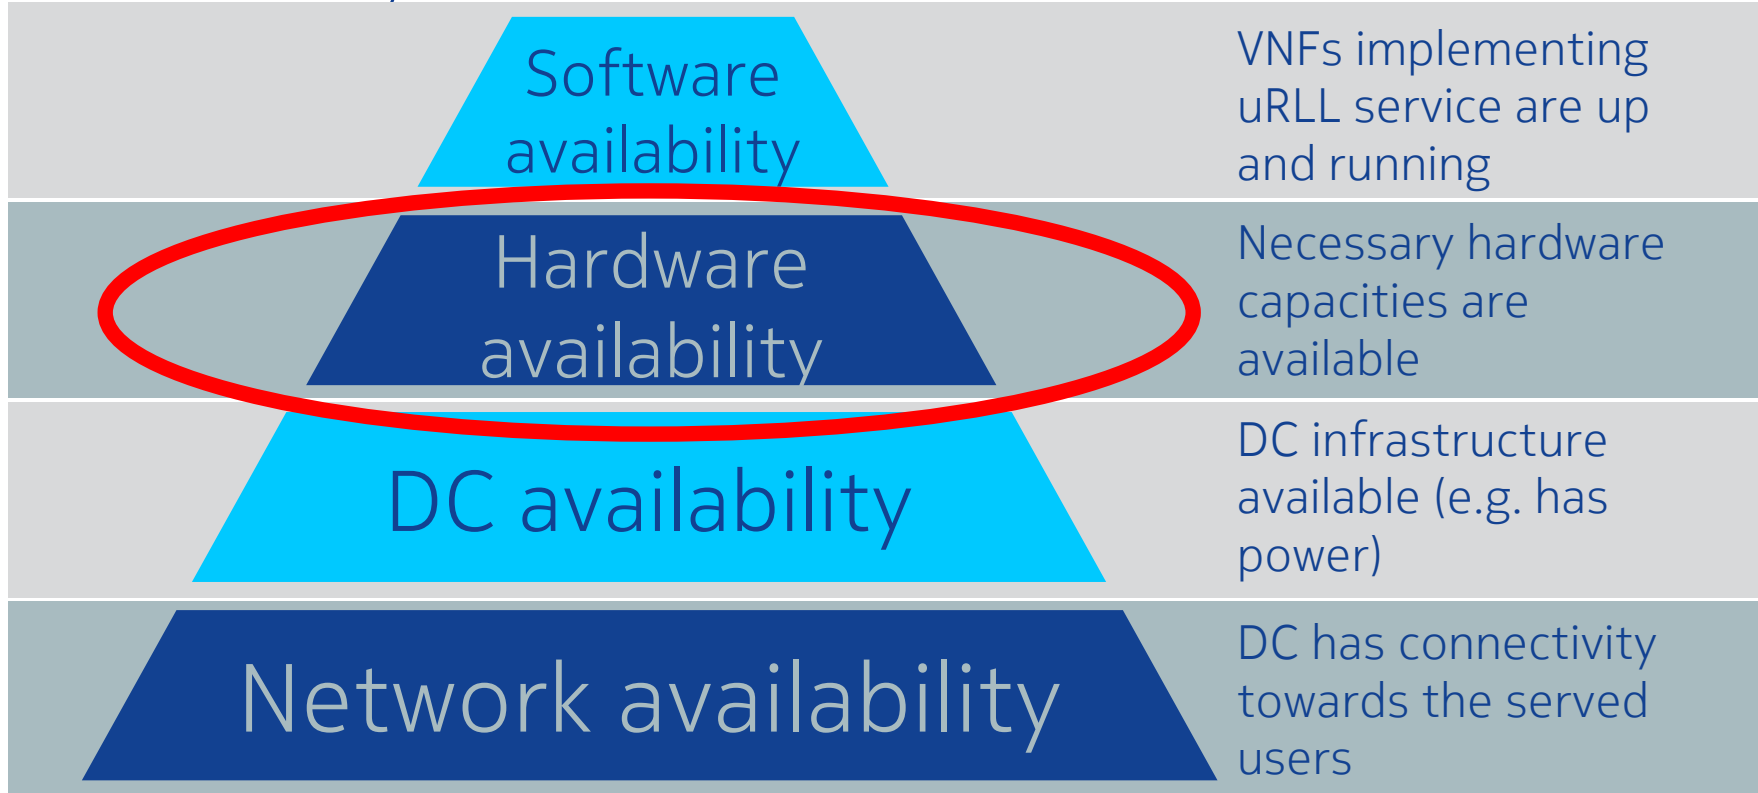 Software
availability
VNFs implementing
uRLL service are up
and running
Hardware
availability
Necessary hardware
capacities are
available
DC availability
DC infrastructure
available (e.g. has
power)
Network availability
DC has connectivity
towards the served
users